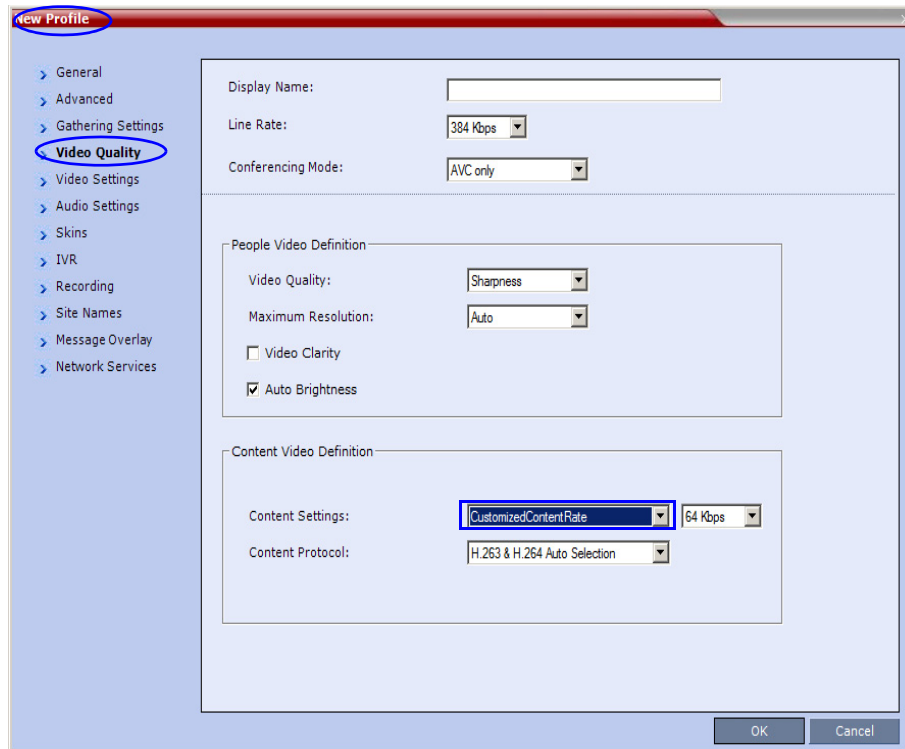 New Profile
General
Advanced
Gathering Settings
Video Quality
Video Settings
Audio Settings
Skins
IVR
Recording
Site Names
Message Overlay
Network Services
Display Name:
Line Rate: 384 Kbps
Conferencing Mode: AVC only
People Video Definition
Video Quality: Sharpness
Maximum Resolution: Auto
Video Clarity
Auto Brightness
Content Video Definition
Content Settings: CustomizedContentRate 64 Kbps
Content Protocol: H.263 & H.264 Auto Selection
OK Cancel